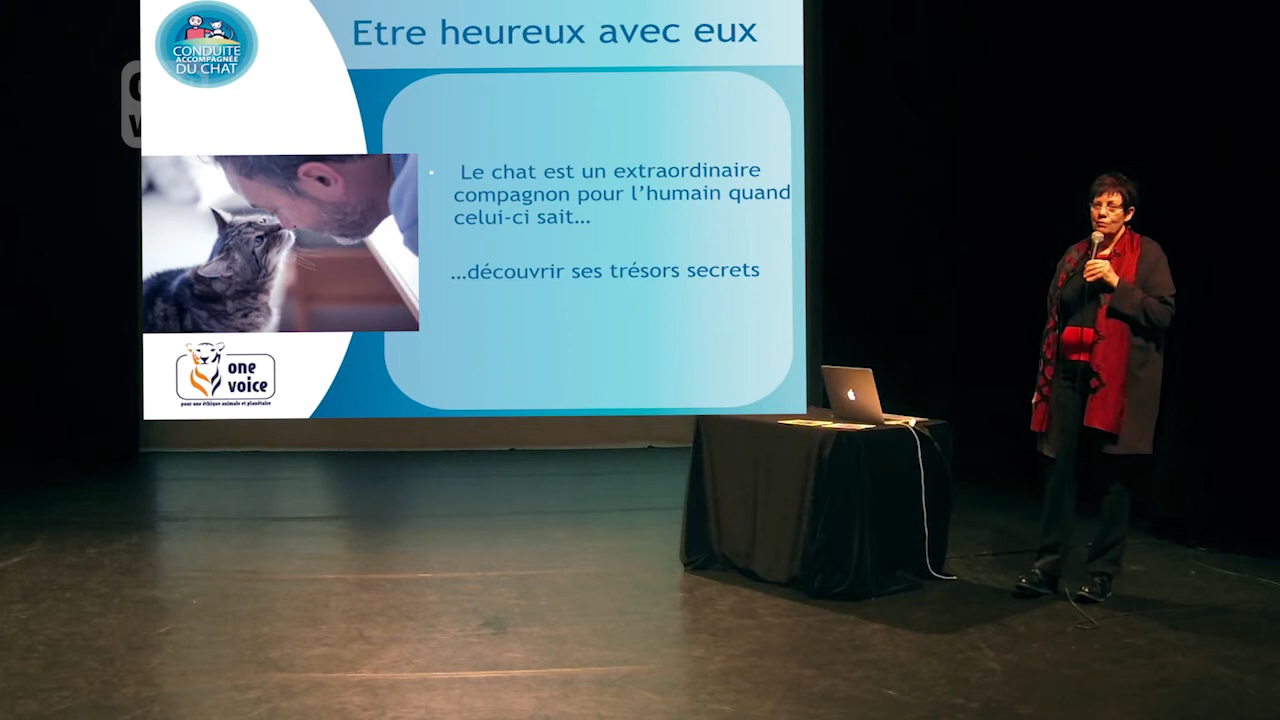 CONDUITE
ACCOMPAGNÉE
DU CHAT
Etre heureux avec eux
• Le chat est un extraordinaire
compagnon pour l’humain quand
celui-ci sait…
…découvrir ses trésors secrets
one
voice
pour une éthique animale et planétaire